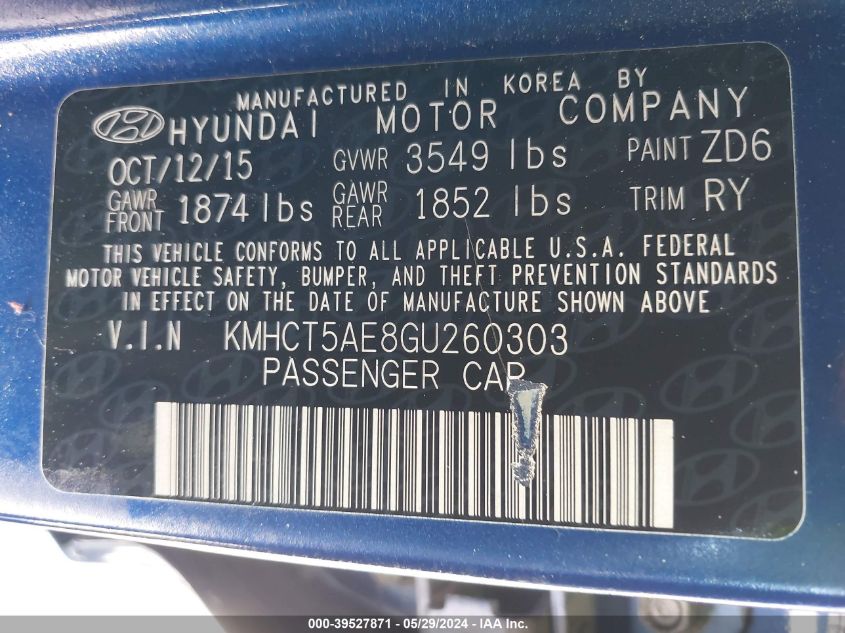 MANUFACTURED IN KOREA BY
HYUNDAI MOTOR COMPANY
OCT/12/15 GVWR 3549 lbs PAINT ZD6
GAWR FRONT 1874 lbs GAWR REAR 1852 lbs TRIM RY
THIS VEHICLE CONFORMS TO ALL APPLICABLE U.S.A. FEDERAL
MOTOR VEHICLE SAFETY, BUMPER, AND THEFT PREVENTION STANDARDS
IN EFFECT ON THE DATE OF MANUFACTURE SHOWN ABOVE
V.I.N KMHCT5AE8GU260303
PASSENGER CAR
000-39527871 - 05/29/2024 - IAA Inc.